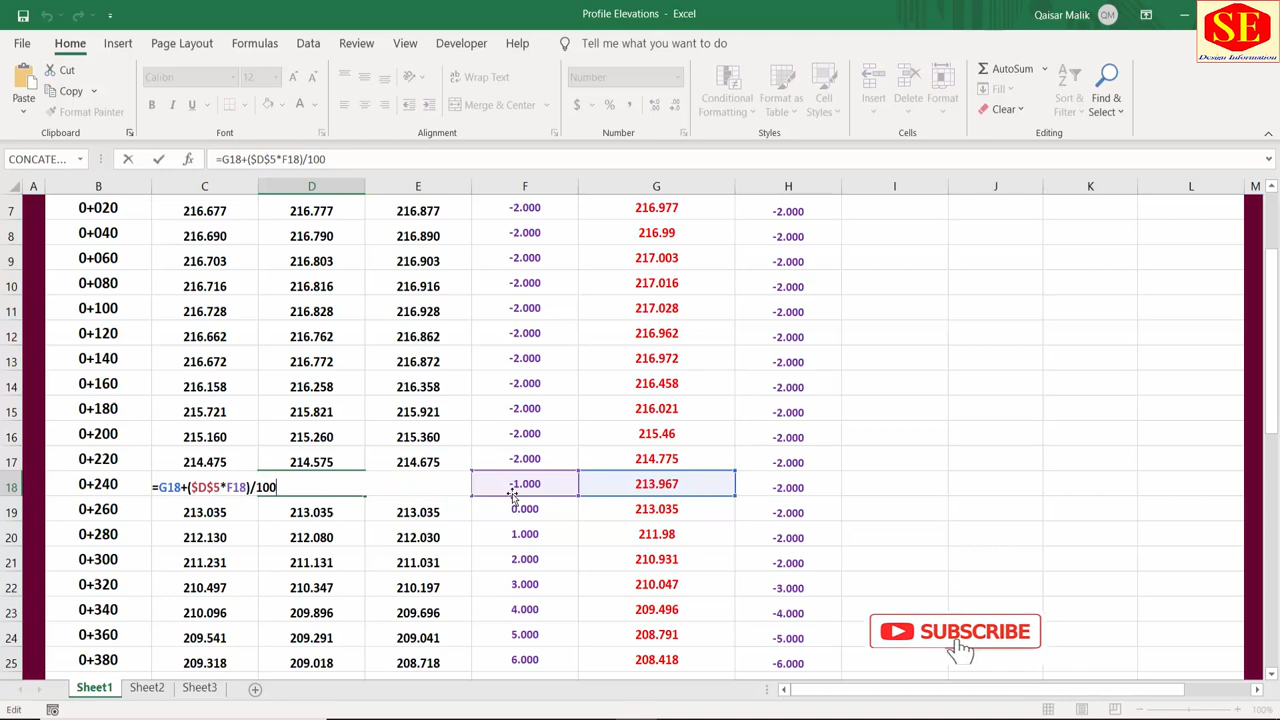 Profile Elevations - Excel
Qaisar Malik
QM
SE
Design Information
File Home Insert Page Layout Formulas Data Review View Developer Help Tell me what you want to do
Paste
Cut
Copy
Format Painter
Clipboard
Calibri 12
B I U
Font
Wrap Text
Merge & Center
Alignment
Number
$ % ,
Number
Conditional Formatting
Format as Table
Cell Styles
Styles
Insert
Delete
Format
Cells
AutoSum
Fill
Clear
Sort & Filter
Find & Select
Editing
CONCATE... fx =G18+($D$5*F18)/100
A B C D E F G H I J K L M
7 0+020 216.677 216.777 216.877 -2.000 216.977 -2.000
8 0+040 216.690 216.790 216.890 -2.000 216.99 -2.000
9 0+060 216.703 216.803 216.903 -2.000 217.003 -2.000
10 0+080 216.716 216.816 216.916 -2.000 217.016 -2.000
11 0+100 216.728 216.828 216.928 -2.000 217.028 -2.000
12 0+120 216.662 216.762 216.862 -2.000 216.962 -2.000
13 0+140 216.672 216.772 216.872 -2.000 216.972 -2.000
14 0+160 216.158 216.258 216.358 -2.000 216.458 -2.000
15 0+180 215.721 215.821 215.921 -2.000 216.021 -2.000
16 0+200 215.160 215.260 215.360 -2.000 215.46 -2.000
17 0+220 214.475 214.575 214.675 -2.000 214.775 -2.000
18 0+240 =G18+($D$5*F18)/100 -1.000 213.967 -2.000
19 0+260 213.035 213.035 213.035 0.000 213.035 -2.000
20 0+280 212.130 212.080 212.030 1.000 211.98 -2.000
21 0+300 211.231 211.131 211.031 2.000 210.931 -2.000
22 0+320 210.497 210.347 210.197 3.000 210.047 -3.000
23 0+340 210.096 209.896 209.696 4.000 209.496 -4.000
24 0+360 209.541 209.291 209.041 5.000 208.791 -5.000
25 0+380 209.318 209.018 208.718 6.000 208.418 -6.000
SUBSCRIBE
Sheet1 Sheet2 Sheet3
Edit
100%